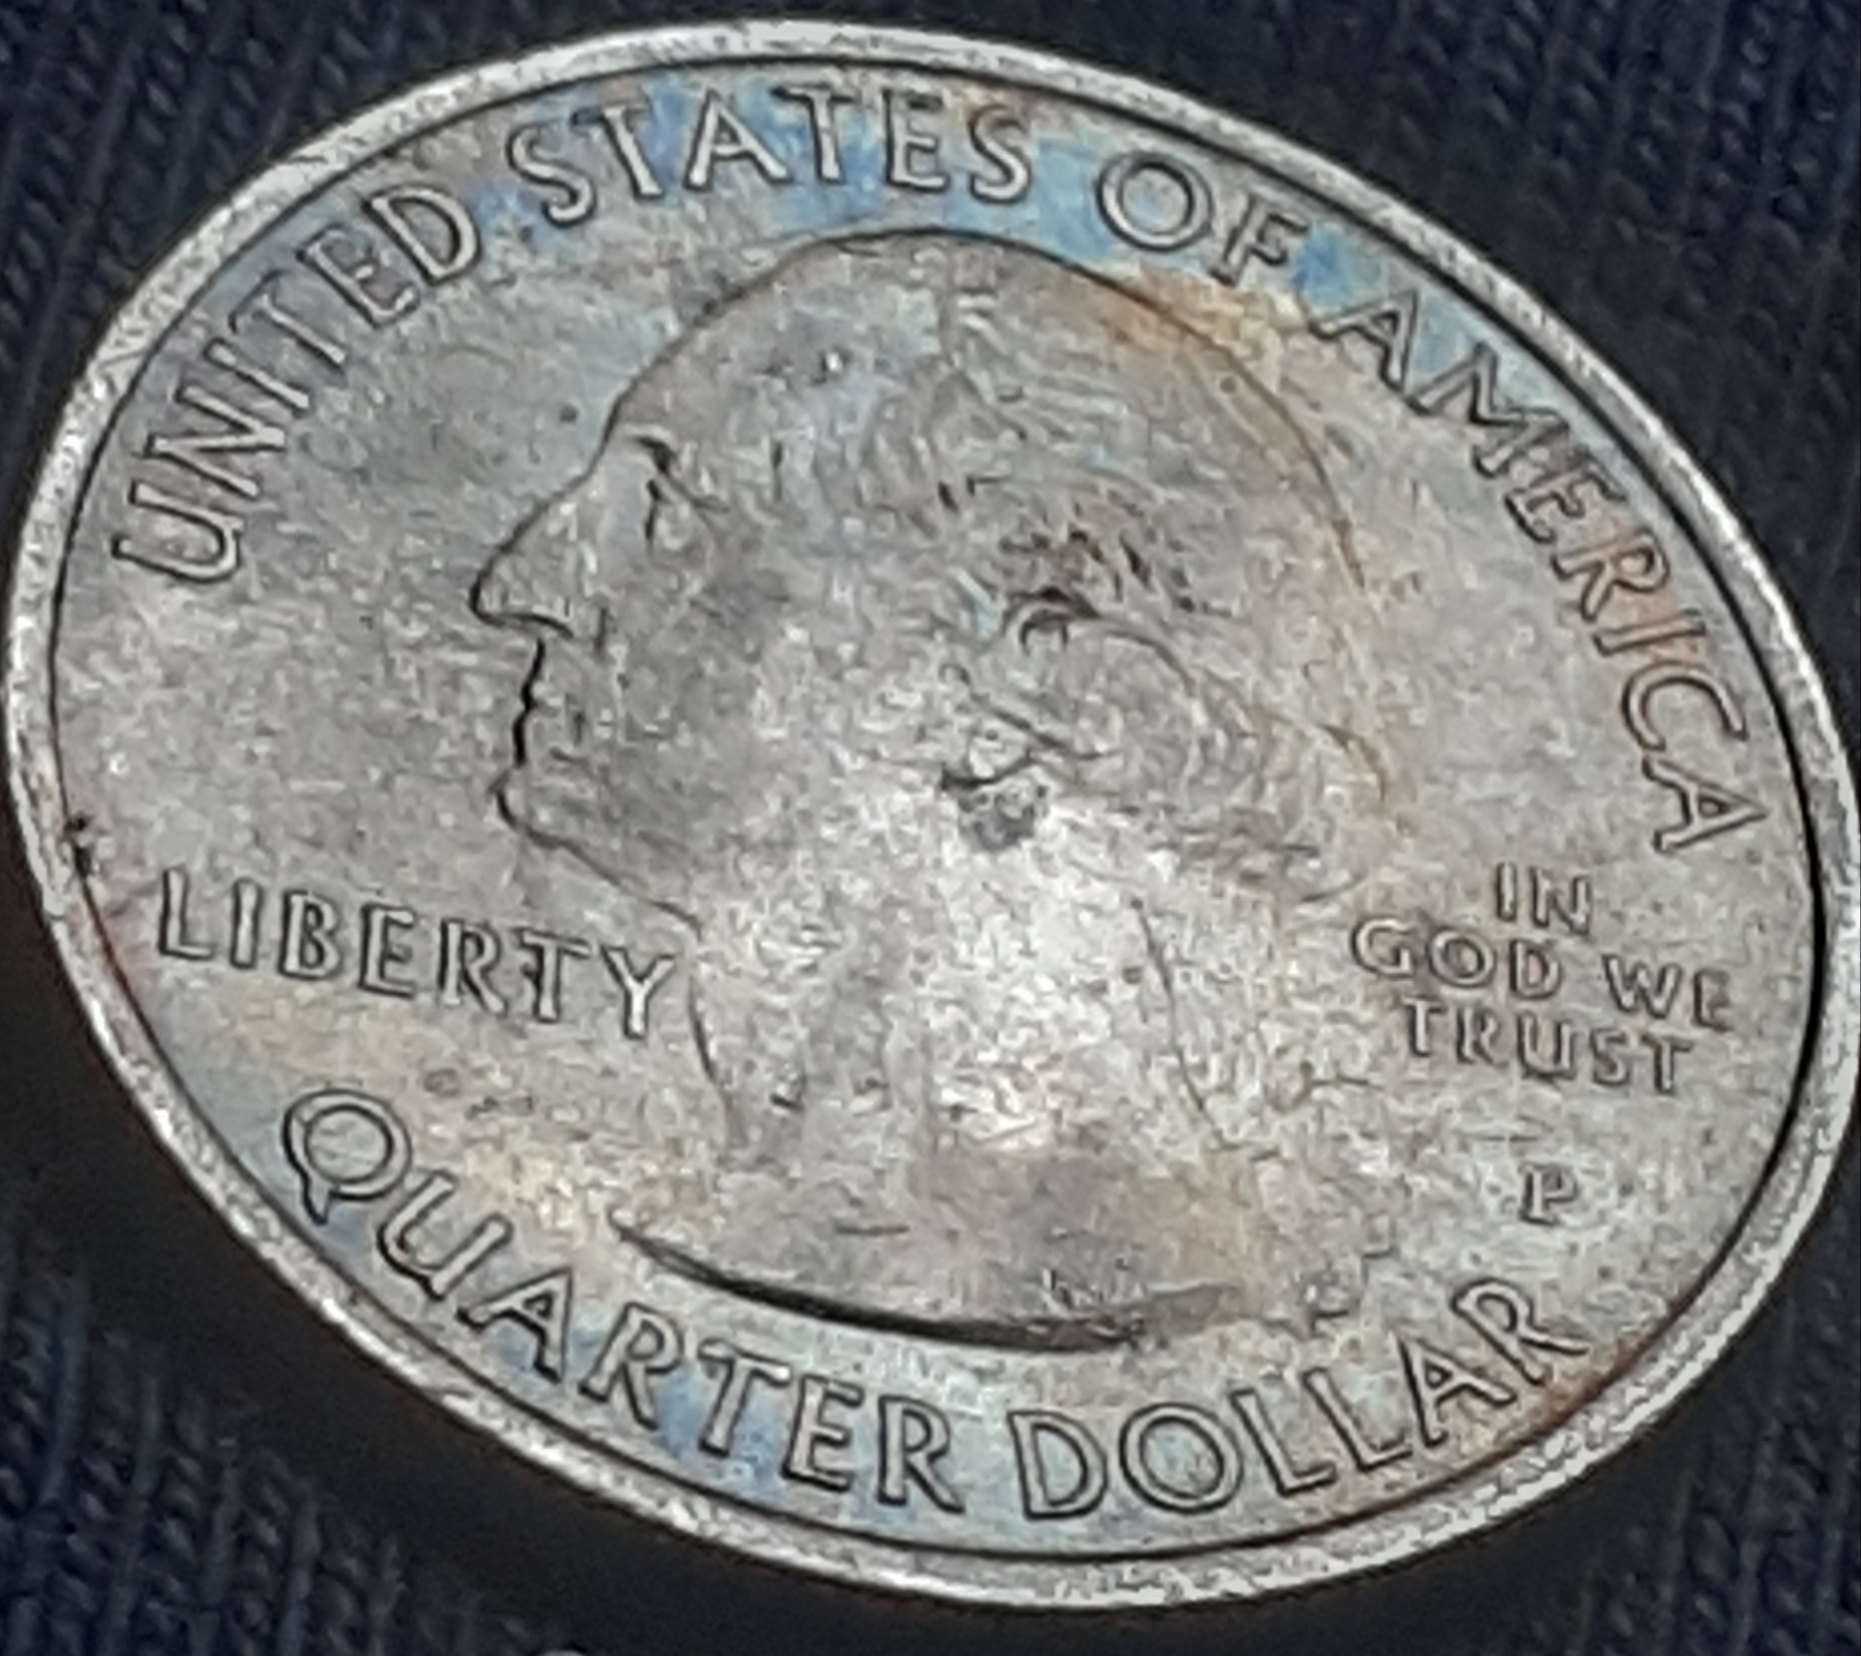 UNITED STATES OF AMERICA
LIBERTY
IN
GOD WE
TRUST
P
QUARTER DOLLAR